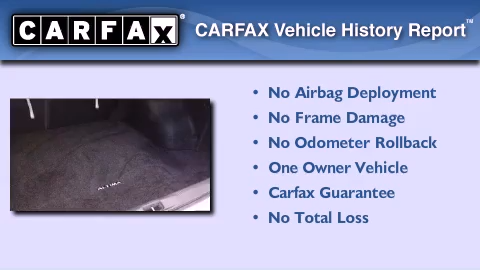 CARFAX® CARFAX Vehicle History Report™
• No Airbag Deployment
• No Frame Damage
• No Odometer Rollback
• One Owner Vehicle
• Carfax Guarantee
• No Total Loss
ALTIMA